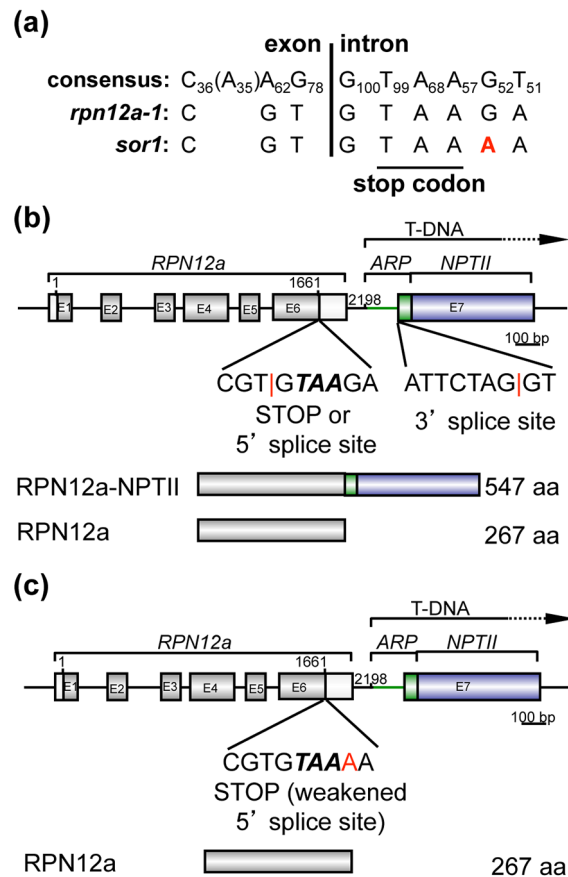 (a)
exon intron
consensus: C36(A35)A62G78 G100T99A68A57G52T51
rpn12a-1: C G T G T A A G A
sor1: C G T G T A A A A
stop codon
(b)
T-DNA
RPN12a ARP NPTII
1 1661 2198
E1 E2 E3 E4 E5 E6 E7
100 bp
CGT|GTAAGA ATTCTAG|GT
STOP or 3’ splice site
5’ splice site
RPN12a-NPTII 547 aa
RPN12a 267 aa
(c)
T-DNA
RPN12a ARP NPTII
1 1661 2198
E1 E2 E3 E4 E5 E6 E7
100 bp
CGTGTAAAA
STOP (weakened
5’ splice site)
RPN12a 267 aa